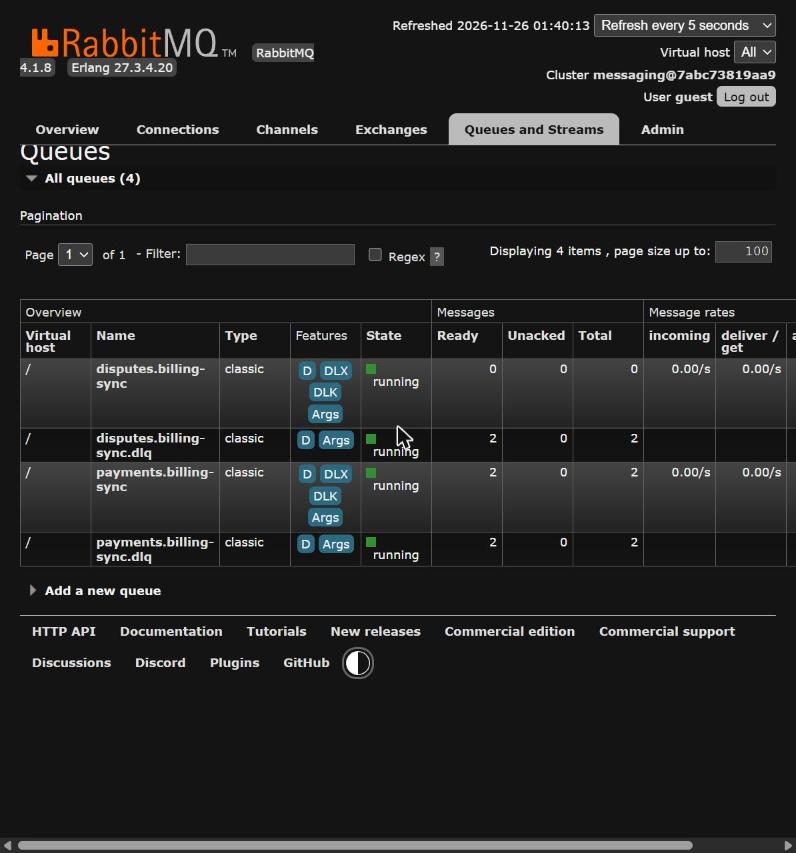 Refreshed 2026-11-26 01:40:13 Refresh every 5 seconds
RabbitMQ TM RabbitMQ
4.1.8 Erlang 27.3.4.20
Virtual host All
Cluster messaging@7abc73819aa9
User guest Log out
Overview Connections Channels Exchanges Queues and Streams Admin
Queues
All queues (4)
Pagination
Page 1 of 1 - Filter: Regex ? Displaying 4 items , page size up to: 100
Overview Messages Message rates
Virtual host Name Type Features State Ready Unacked Total incoming deliver / get a
/ disputes.billing-sync classic D DLX DLK Args running 0 0 0 0.00/s 0.00/s
/ disputes.billing-sync.dlq classic D Args running 2 0 2
/ payments.billing-sync classic D DLX DLK Args running 2 0 2 0.00/s 0.00/s
/ payments.billing-sync.dlq classic D Args running 2 0 2
Add a new queue
HTTP API Documentation Tutorials New releases Commercial edition Commercial support
Discussions Discord Plugins GitHub